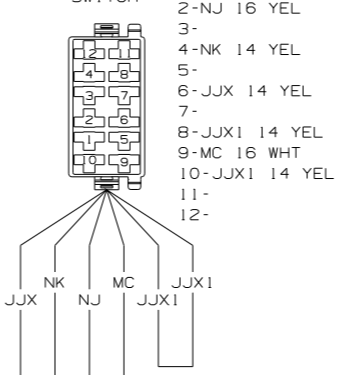 2-NJ 16 YEL
3-
4-NK 14 YEL
5-
6-JJX 14 YEL
7-
8-JJX1 14 YEL
9-MC 16 WHT
10-JJX1 14 YEL
11-
12-
12 11
4 8
3 7
2 6
1 5
10 9
NK MC JJX1
JJX NJ JJX1